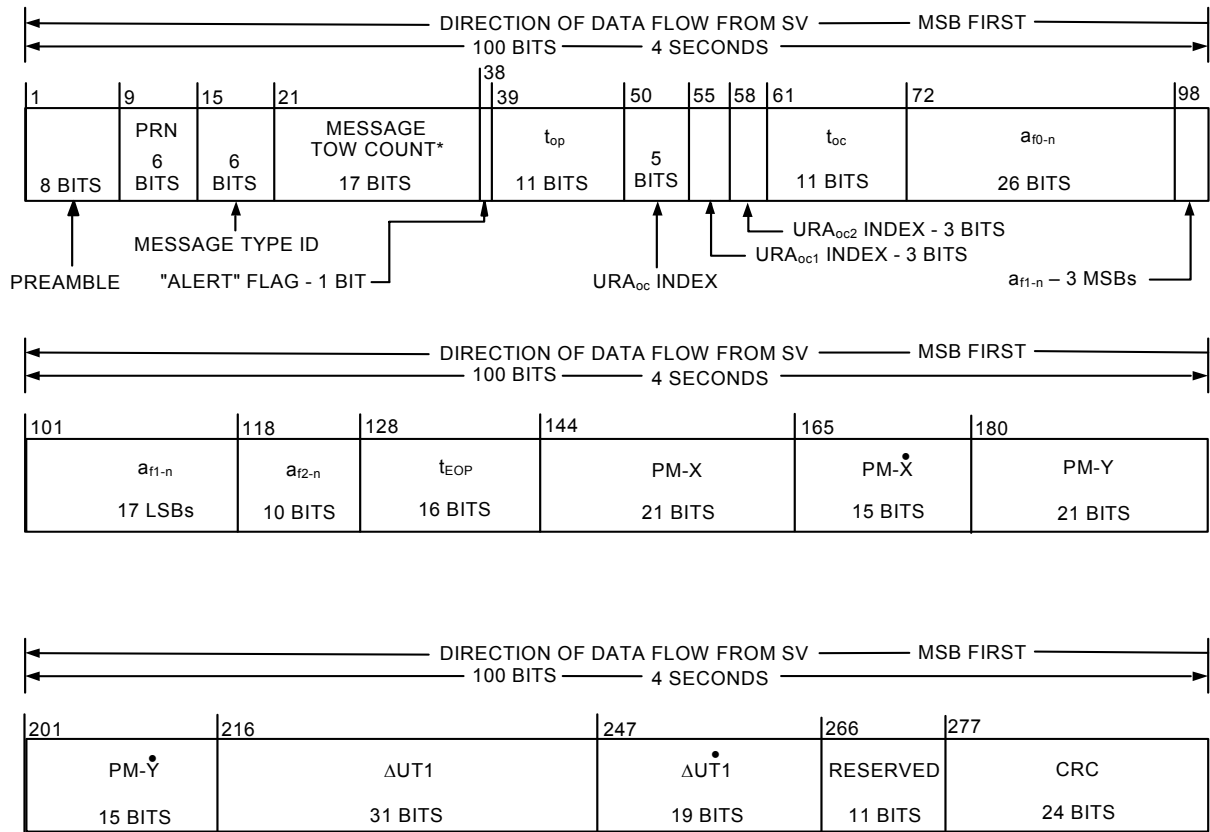 DIRECTION OF DATA FLOW FROM SV MSB FIRST
100 BITS 4 SECONDS
1 9 15 21 38 39 50 55 58 61 72 98
PRN MESSAGE t_op t_oc a_f0-n
TOW COUNT*
8 BITS 6 BITS 6 BITS 17 BITS 11 BITS 5 BITS 11 BITS 26 BITS
URA_oc2 INDEX - 3 BITS
MESSAGE TYPE ID URA_oc1 INDEX - 3 BITS
PREAMBLE "ALERT" FLAG - 1 BIT URA_oc INDEX a_f1-n – 3 MSBs
DIRECTION OF DATA FLOW FROM SV MSB FIRST
100 BITS 4 SECONDS
101 118 128 144 165 180
a_f1-n a_f2-n t_EOP PM-X PM-Ẋ PM-Y
17 LSBs 10 BITS 16 BITS 21 BITS 15 BITS 21 BITS
DIRECTION OF DATA FLOW FROM SV MSB FIRST
100 BITS 4 SECONDS
201 216 247 266 277
PM-Ẏ ΔUT1 ΔUṪ1 RESERVED CRC
15 BITS 31 BITS 19 BITS 11 BITS 24 BITS